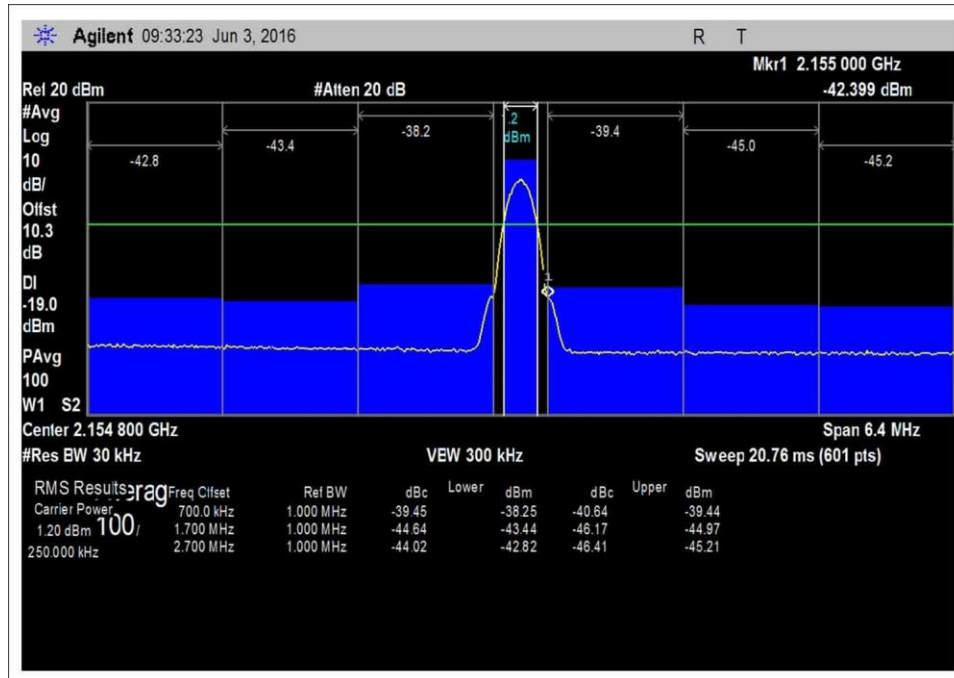 Agilent 09:33:23 Jun 3, 2016 R T
Mkr1 2.155 000 GHz
Ref 20 dBm #Atten 20 dB -42.399 dBm
#Avg
Log
10
dB/
Offst
10.3
dB
DI
-19.0
dBm
PAvg
100
W1 S2
-42.8 -43.4 -38.2 .2 -39.4 -45.0 -45.2
dBm
1
Center 2.154 800 GHz Span 6.4 MHz
#Res BW 30 kHz VBW 300 kHz Sweep 20.76 ms (601 pts)
RMS Results Freq Offset Ref BW dBc Lower dBm dBc Upper dBm
Carrier Power 700.0 kHz 1.000 MHz -39.45 -38.25 -40.64 -39.44
1.20 dBm / 1.700 MHz 1.000 MHz -44.64 -43.44 -46.17 -44.97
250.000 kHz 2.700 MHz 1.000 MHz -44.02 -42.82 -46.41 -45.21
100